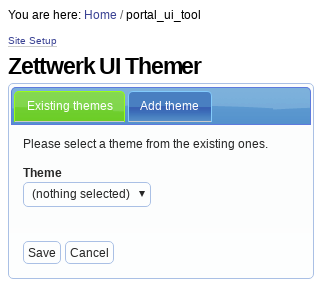 You are here: Home / portal_ui_tool
Site Setup
Zettwerk UI Themer
Existing themes Add theme
Please select a theme from the existing ones.
Theme
(nothing selected)
Save Cancel